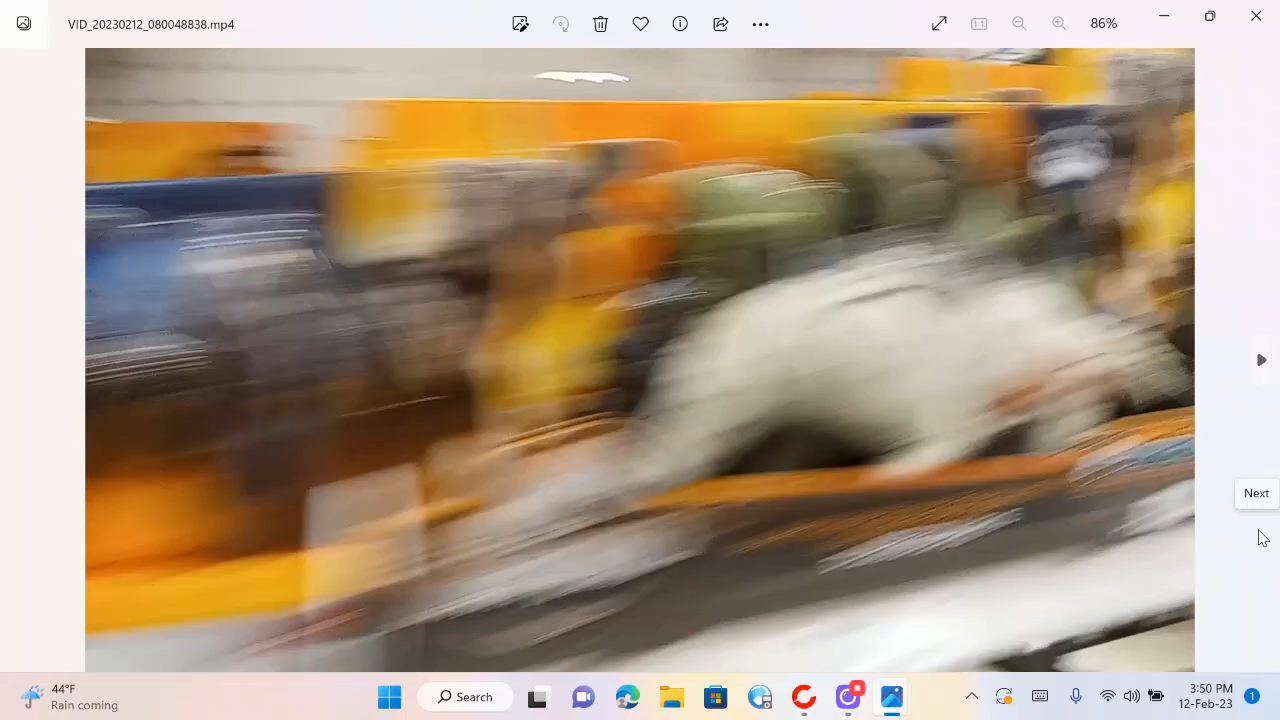 VID_20230212_080048838.mp4
86%
Next
44°F
Rain coming
Search
3:50 PM
12-Feb-23
1